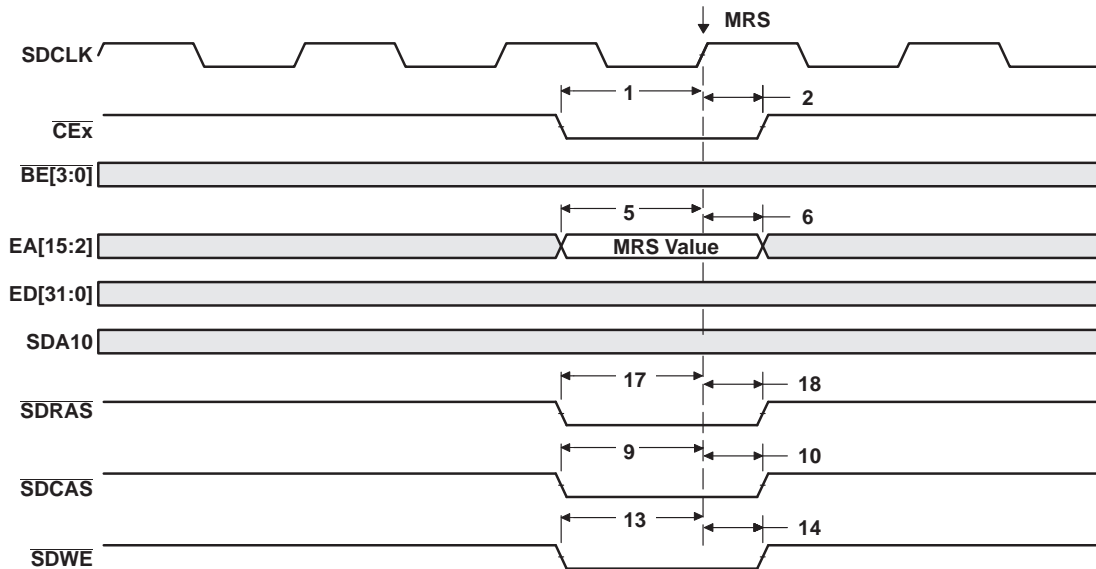 MRS
SDCLK
1 2
CEx
BE[3:0]
5 6
EA[15:2] MRS Value
ED[31:0]
SDA10
17 18
SDRAS
9 10
SDCAS
13 14
SDWE